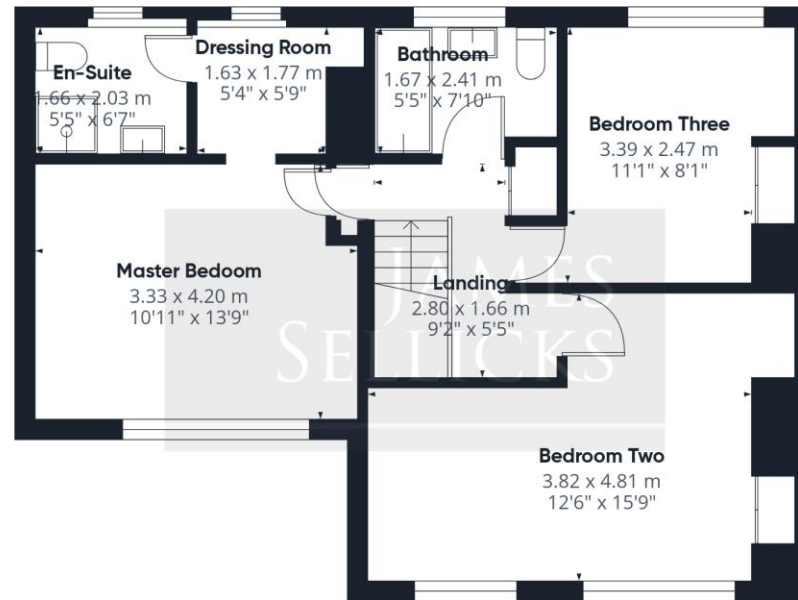 En-Suite
1.66 x 2.03 m
5'5" x 6'7"
Dressing Room
1.63 x 1.77 m
5'4" x 5'9"
Bathroom
1.67 x 2.41 m
5'5" x 7'10"
Bedroom Three
3.39 x 2.47 m
11'1" x 8'1"
Master Bedoom
3.33 x 4.20 m
10'11" x 13'9"
Landing
2.80 x 1.66 m
9'2" x 5'5"
JAMES
SELLICKS
Bedroom Two
3.82 x 4.81 m
12'6" x 15'9"